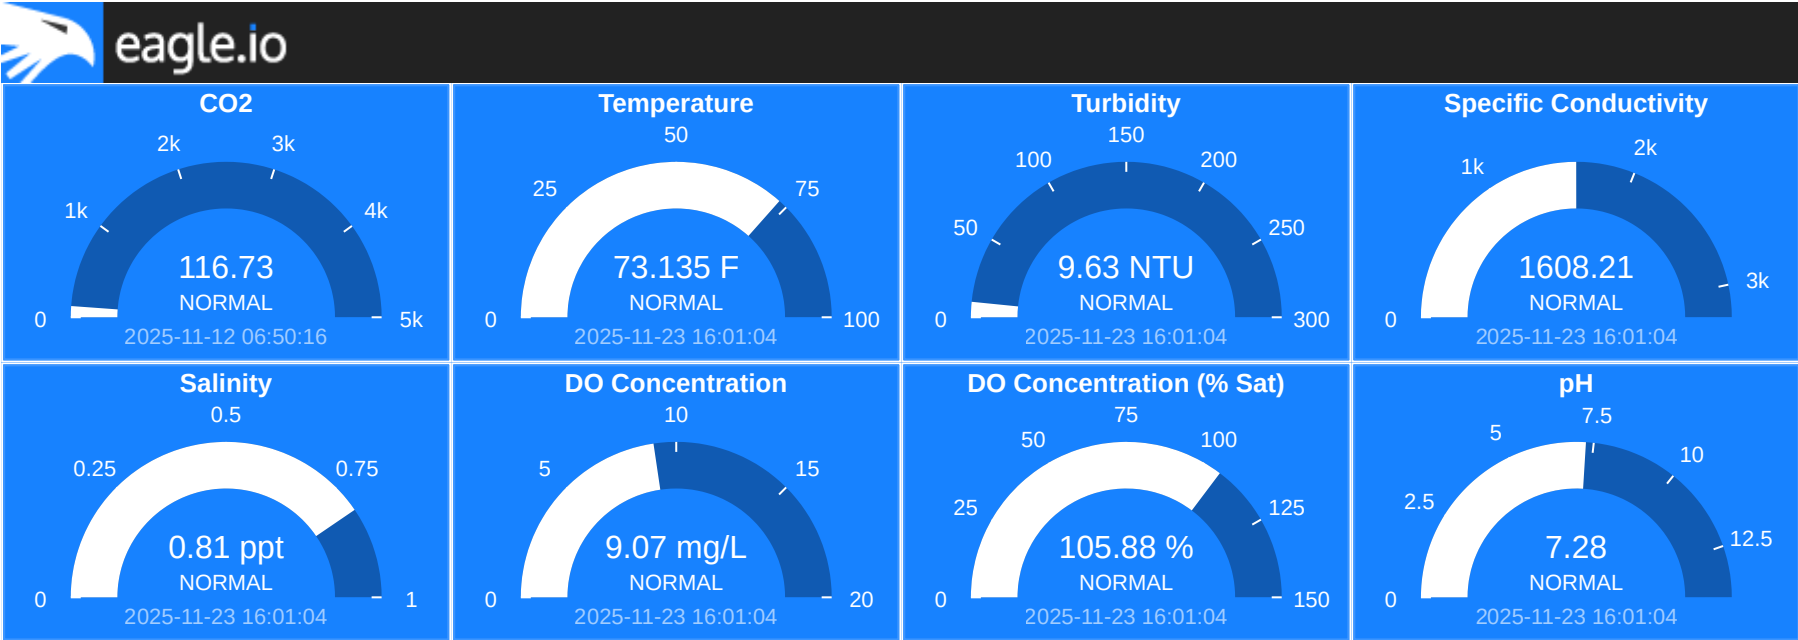 eagle.io
CO2
2k 3k
1k 4k
116.73
NORMAL
0 5k
2025-11-12 06:50:16
Temperature
50
25 75
73.135 F
NORMAL
0 100
2025-11-23 16:01:04
Turbidity
150
100 200
50 250
9.63 NTU
NORMAL
0 300
2025-11-23 16:01:04
Specific Conductivity
2k
1k
1608.21
3k
NORMAL
0
2025-11-23 16:01:04
Salinity
0.5
0.25 0.75
0.81 ppt
NORMAL
0 1
2025-11-23 16:01:04
DO Concentration
10
5 15
9.07 mg/L
NORMAL
0 20
2025-11-23 16:01:04
DO Concentration (% Sat)
75
50 100
25 125
105.88 %
NORMAL
0 150
2025-11-23 16:01:04
pH
7.5
5 10
2.5 12.5
7.28
NORMAL
0
2025-11-23 16:01:04